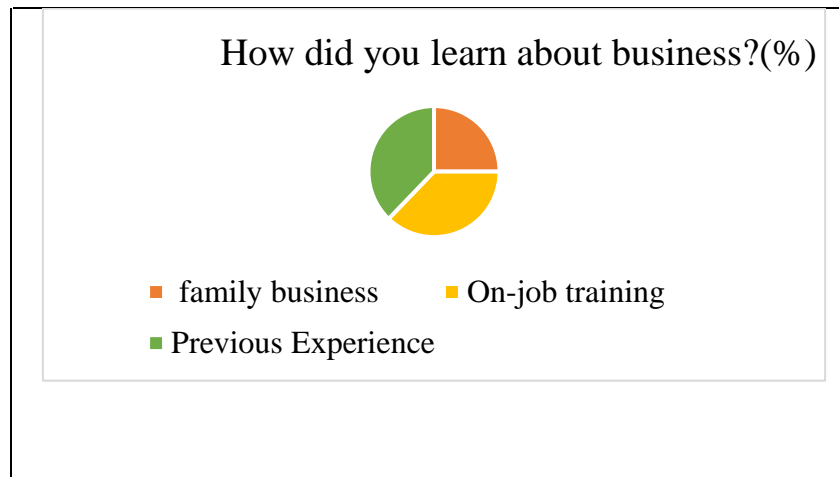 How did you learn about business?(%)
family business On-job training
Previous Experience